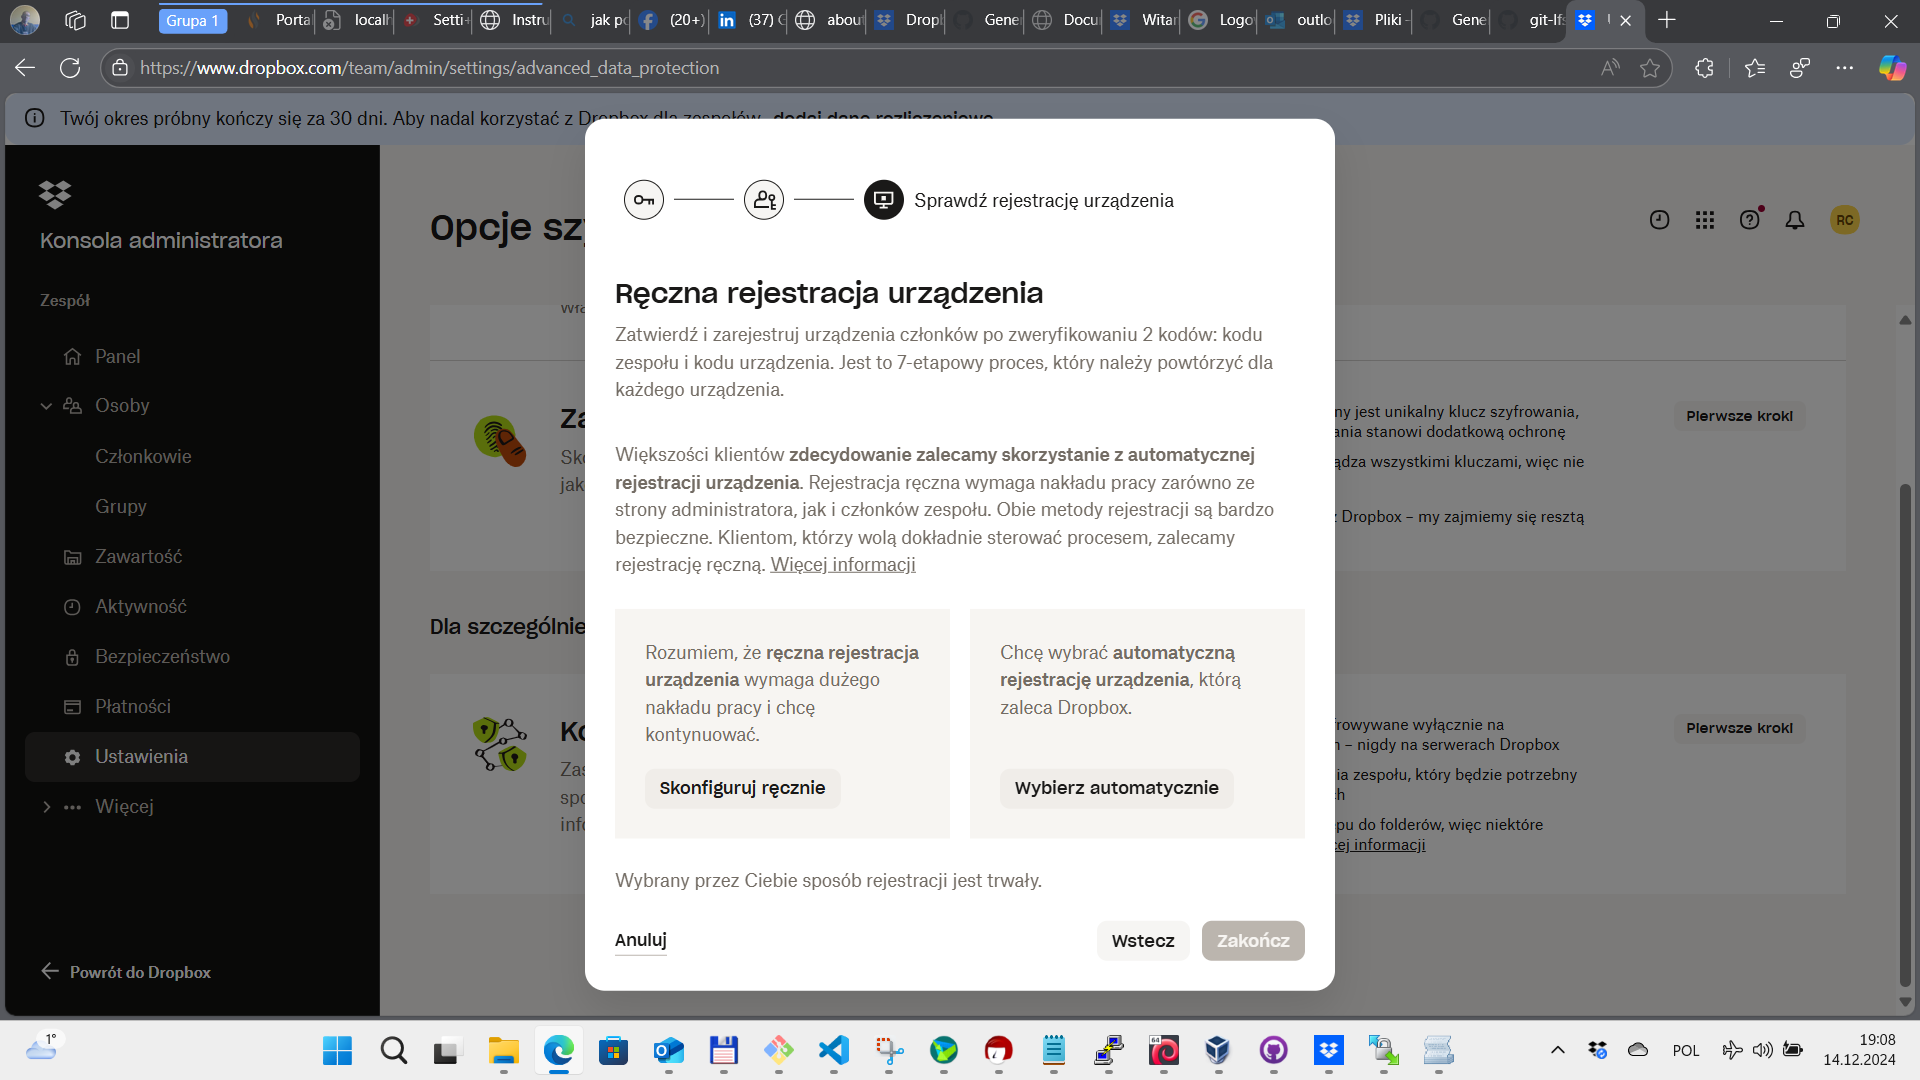 Grupa 1
Porta
localh
Setti
Instru
jak po
(20+)
(37) C
about
Dropb
Gene
Docu
Witar
Logo
outlo
Pliki -
Gene
git-lfs
https://www.dropbox.com/team/admin/settings/advanced_data_protection
Twój okres próbny kończy się za 30 dni. Aby nadal korzystać z Dropbox dla zespołów, dodaj dane rozliczeniowe
Konsola administratora
Zespół
Panel
Osoby
Członkowie
Grupy
Zawartość
Aktywność
Bezpieczeństwo
Płatności
Ustawienia
Więcej
Powrót do Dropbox
Opcje szy
RC
Za
Sko
jak
ny jest unikalny klucz szyfrowania,
ania stanowi dodatkową ochronę
ądza wszystkimi kluczami, więc nie
z Dropbox – my zajmiemy się resztą
Pierwsze kroki
Dla szczególnie
Ko
Zas
spo
info
frowywane wyłącznie na
h – nigdy na serwerach Dropbox
ia zespołu, który będzie potrzebny
ch
pu do folderów, więc niektóre
cej informacji
Pierwsze kroki
Sprawdź rejestrację urządzenia
Ręczna rejestracja urządzenia
Zatwierdź i zarejestruj urządzenia członków po zweryfikowaniu 2 kodów: kodu
zespołu i kodu urządzenia. Jest to 7-etapowy proces, który należy powtórzyć dla
każdego urządzenia.
Większości klientów zdecydowanie zalecamy skorzystanie z automatycznej
rejestracji urządzenia. Rejestracja ręczna wymaga nakładu pracy zarówno ze
strony administratora, jak i członków zespołu. Obie metody rejestracji są bardzo
bezpieczne. Klientom, którzy wolą dokładnie sterować procesem, zalecamy
rejestrację ręczną. Więcej informacji
Rozumiem, że ręczna rejestracja
urządzenia wymaga dużego
nakładu pracy i chcę
kontynuować.
Skonfiguruj ręcznie
Chcę wybrać automatyczną
rejestrację urządzenia, którą
zaleca Dropbox.
Wybierz automatycznie
Wybrany przez Ciebie sposób rejestracji jest trwały.
Anuluj
Wstecz
Zakończ
1°
POL
19:08
14.12.2024